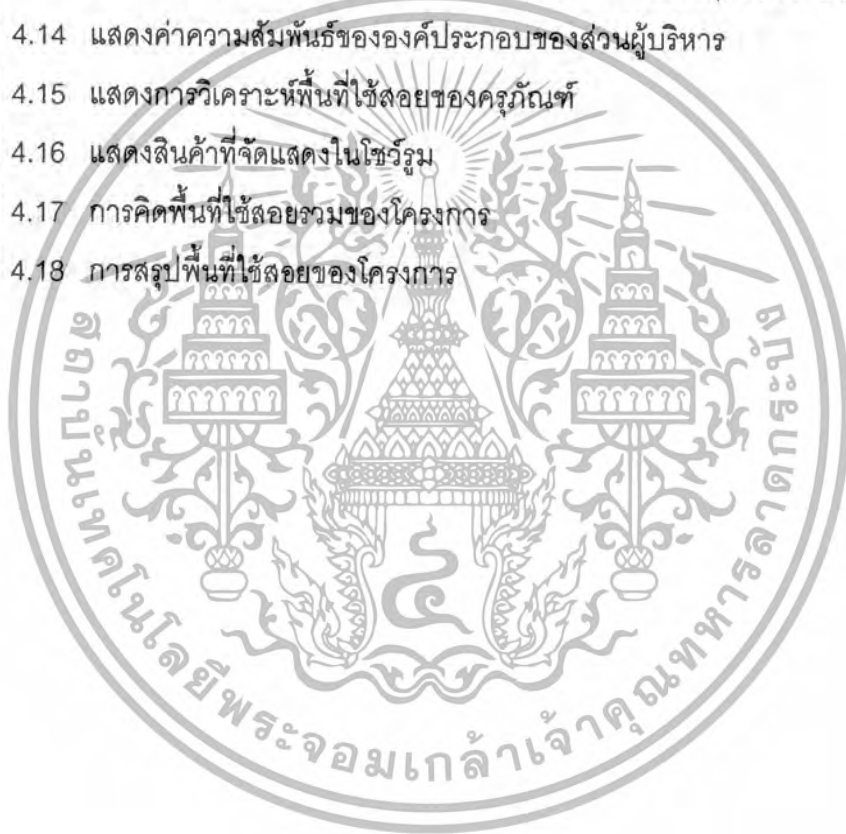 4.14 แสดงค่าความสัมพันธ์ขององค์ประกอบของส่วนผู้บริหาร
4.15 แสดงการวิเคราะห์พื้นที่ใช้สอยของครุภัณฑ์
4.16 แสดงสินค้าที่จัดแสดงในโชว์รูม
4.17 การคิดพื้นที่ใช้สอยรวมของโครงการ
4.18 การสรุปพื้นที่ใช้สอยของโครงการ
สถาบันเทคโนโลยีพระจอมเกล้าเจ้าคุณทหารลาดกระบัง
๔